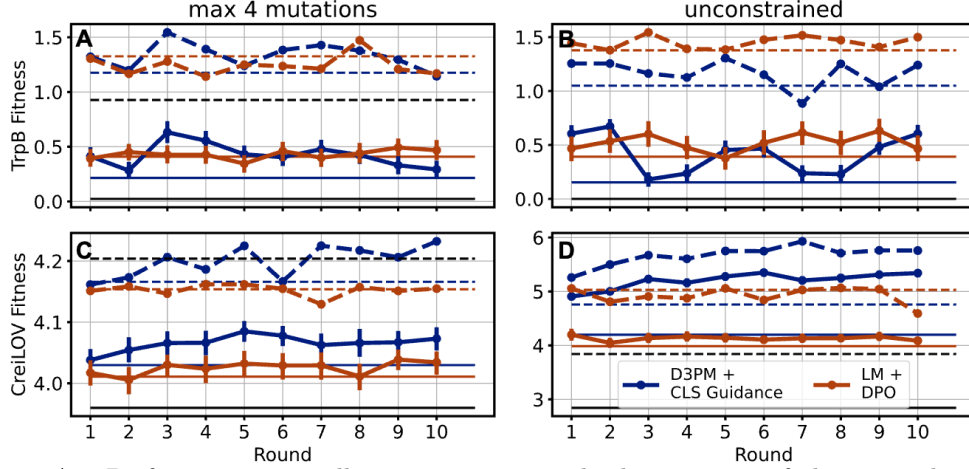 max 4 mutations
unconstrained
A
B
TrpB Fitness
1.5
1.0
0.5
0.0
1.5
1.0
0.5
0.0
C
D
CreiLOV Fitness
4.2
4.1
4.0
6
5
4
3
D3PM +
CLS Guidance
LM +
DPO
1 2 3 4 5 6 7 8 9 10
1 2 3 4 5 6 7 8 9 10
Round
Round